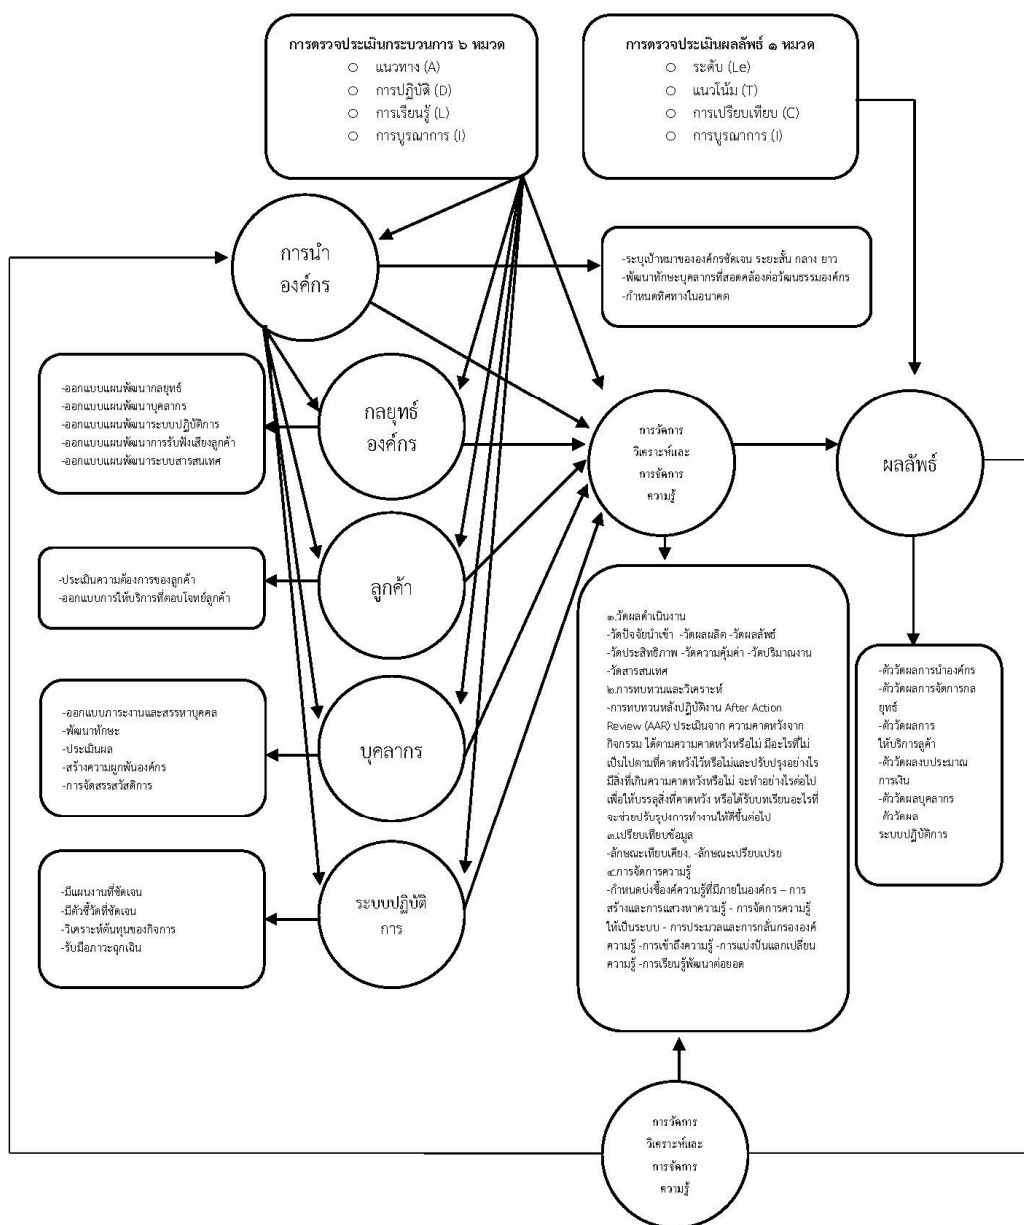 การตรวจประเมินกระบวนการ ๖ หมวด
○ แนวทาง (A)
○ การปฏิบัติ (D)
○ การเรียนรู้ (L)
○ การบูรณาการ (I)
การตรวจประเมินผลลัพธ์ ๑ หมวด
○ ระดับ (Le)
○ แนวโน้ม (T)
○ การเปรียบเทียบ (C)
○ การบูรณาการ (I)
การนำ
องค์กร
-ระบุเป้าหมาขององค์กรชัดเจน ระยะสั้น กลาง ยาว
-พัฒนาทักษะบุคลากรที่สอดคล้องต่อวัฒนธรรมองค์กร
-กำหนดทิศทางในอนาคต
-ออกแบบแผนพัฒนากลยุทธ์
-ออกแบบแผนพัฒนาบุคลากร
-ออกแบบแผนพัฒนาระบบปฏิบัติการ
-ออกแบบแผนพัฒนาการรับฟังเสียงลูกค้า
-ออกแบบแผนพัฒนาระบบสารสนเทศ
กลยุทธ์
องค์กร
การวัดการ
วิเคราะห์และ
การจัดการ
ความรู้
ผลลัพธ์
-ประเมินความต้องการของลูกค้า
-ออกแบบการให้บริการที่ตอบโจทย์ลูกค้า
ลูกค้า
-ออกแบบภาระงานและสรรหาบุคคล
-พัฒนาทักษะ
-ประเมินผล
-สร้างความผูกพันองค์กร
-การจัดสรรสวัสดิการ
บุคลากร
-มีแผนงานที่ชัดเจน
-มีตัวชี้วัดที่ชัดเจน
-วิเคราะห์ต้นทุนของกิจการ
-รับมือภาวะฉุกเฉิน
ระบบปฏิบัติ
การ
๑.วัดผลดำเนินงาน
-วัดปัจจัยนำเข้า -วัดผลผลิต -วัดผลลัพธ์
-วัดประสิทธิภาพ -วัดความคุ้มค่า -วัดปริมาณงาน
-วัดสารสนเทศ
๒.การทบทวนและวิเคราะห์
-การทบทวนหลังปฏิบัติงาน After Action
Review (AAR) ประเมินจาก ความคาดหวังจาก
กิจกรรม ได้ตามความคาดหวังหรือไม่ มีอะไรที่ไม่
เป็นไปตามที่คาดหวังไว้หรือไม่และปรับปรุงอย่างไร
มีสิ่งที่เกินความคาดหวังหรือไม่ จะทำอย่างไรต่อไป
เพื่อให้บรรลุสิ่งที่คาดหวัง หรือได้รับบทเรียนอะไรที่
จะช่วยปรับรุปงการทำงานให้ดีขึ้นต่อไป
๓.เปรียบเทียบข้อมูล
-ลักษณะเทียบเคียง, -ลักษณะเปรียบเปรย
๔.การจัดการความรู้
-กำหนดบ่งชี้องค์ความรู้ที่มีภายในองค์กร – การ
สร้างและการแสวงหาความรู้ - การจัดการความรู้
ให้เป็นระบบ - การประมวลและการกลั่นกรององค์
ความรู้ -การเข้าถึงความรู้ -การแบ่งปันแลกเปลี่ยน
ความรู้ -การเรียนรู้พัฒนาต่อยอด
-ตัววัดผลการนำองค์กร
-ตัววัดผลการจัดการกล
ยุทธ์
-ตัววัดผลการ
ให้บริการลูค้า
-ตัววัดผลงบประมาณ
การเงิน
-ตัววัดผลบุคลากร
-ตัววัดผล
ระบบปฏิบัติการ
การวัดการ
วิเคราะห์และ
การจัดการ
ความรู้